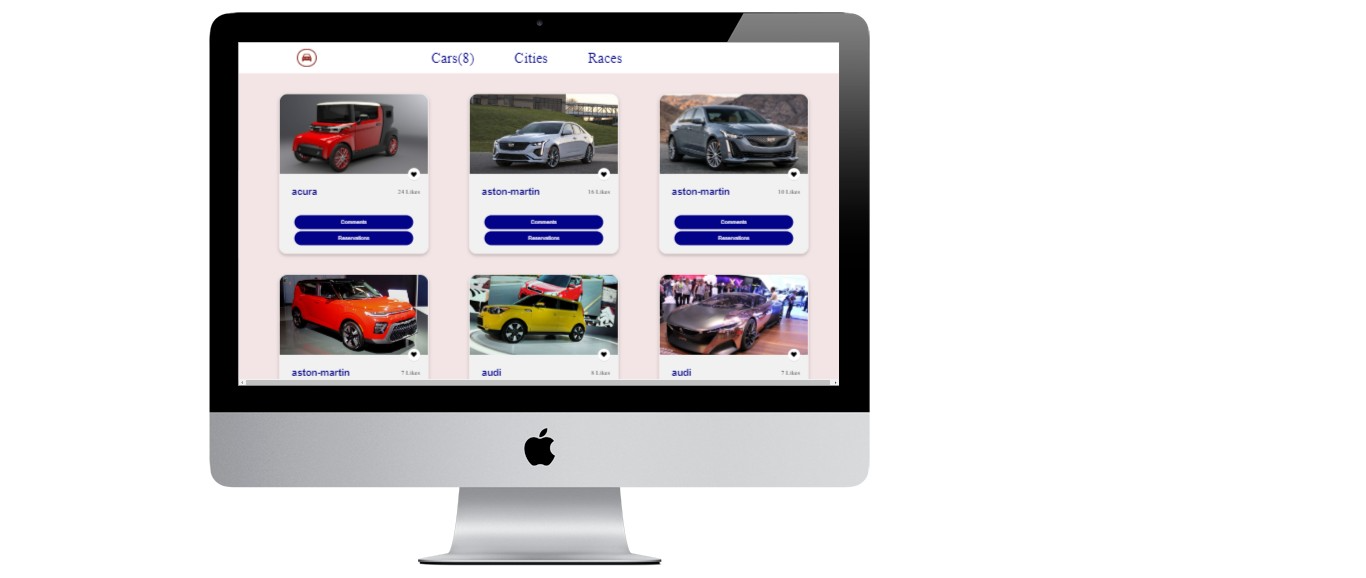 Cars(8) Cities Races
acura 24 Likes aston-martin 16 Likes aston-martin 10 Likes
Comments Comments Comments
Reservations Reservations Reservations
aston-martin 7 Likes audi Likes audi 7 Likes